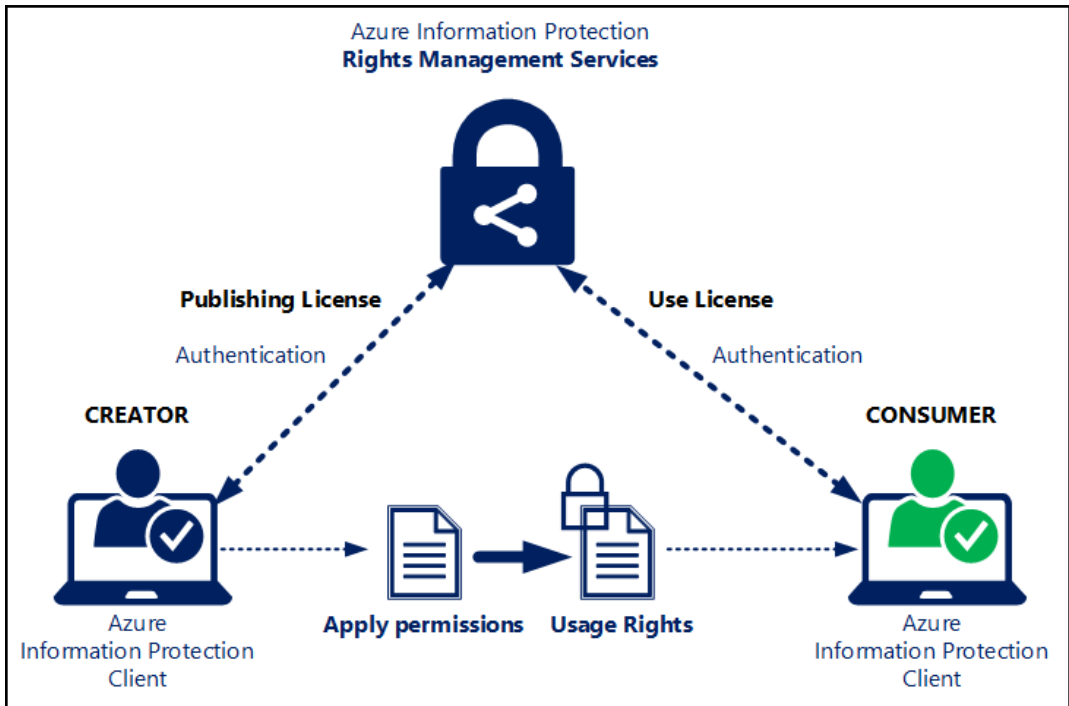 Azure Information Protection
Rights Management Services
Publishing License
Use License
Authentication
Authentication
CREATOR
CONSUMER
Apply permissions
Usage Rights
Azure
Information Protection
Client
Azure
Information Protection
Client